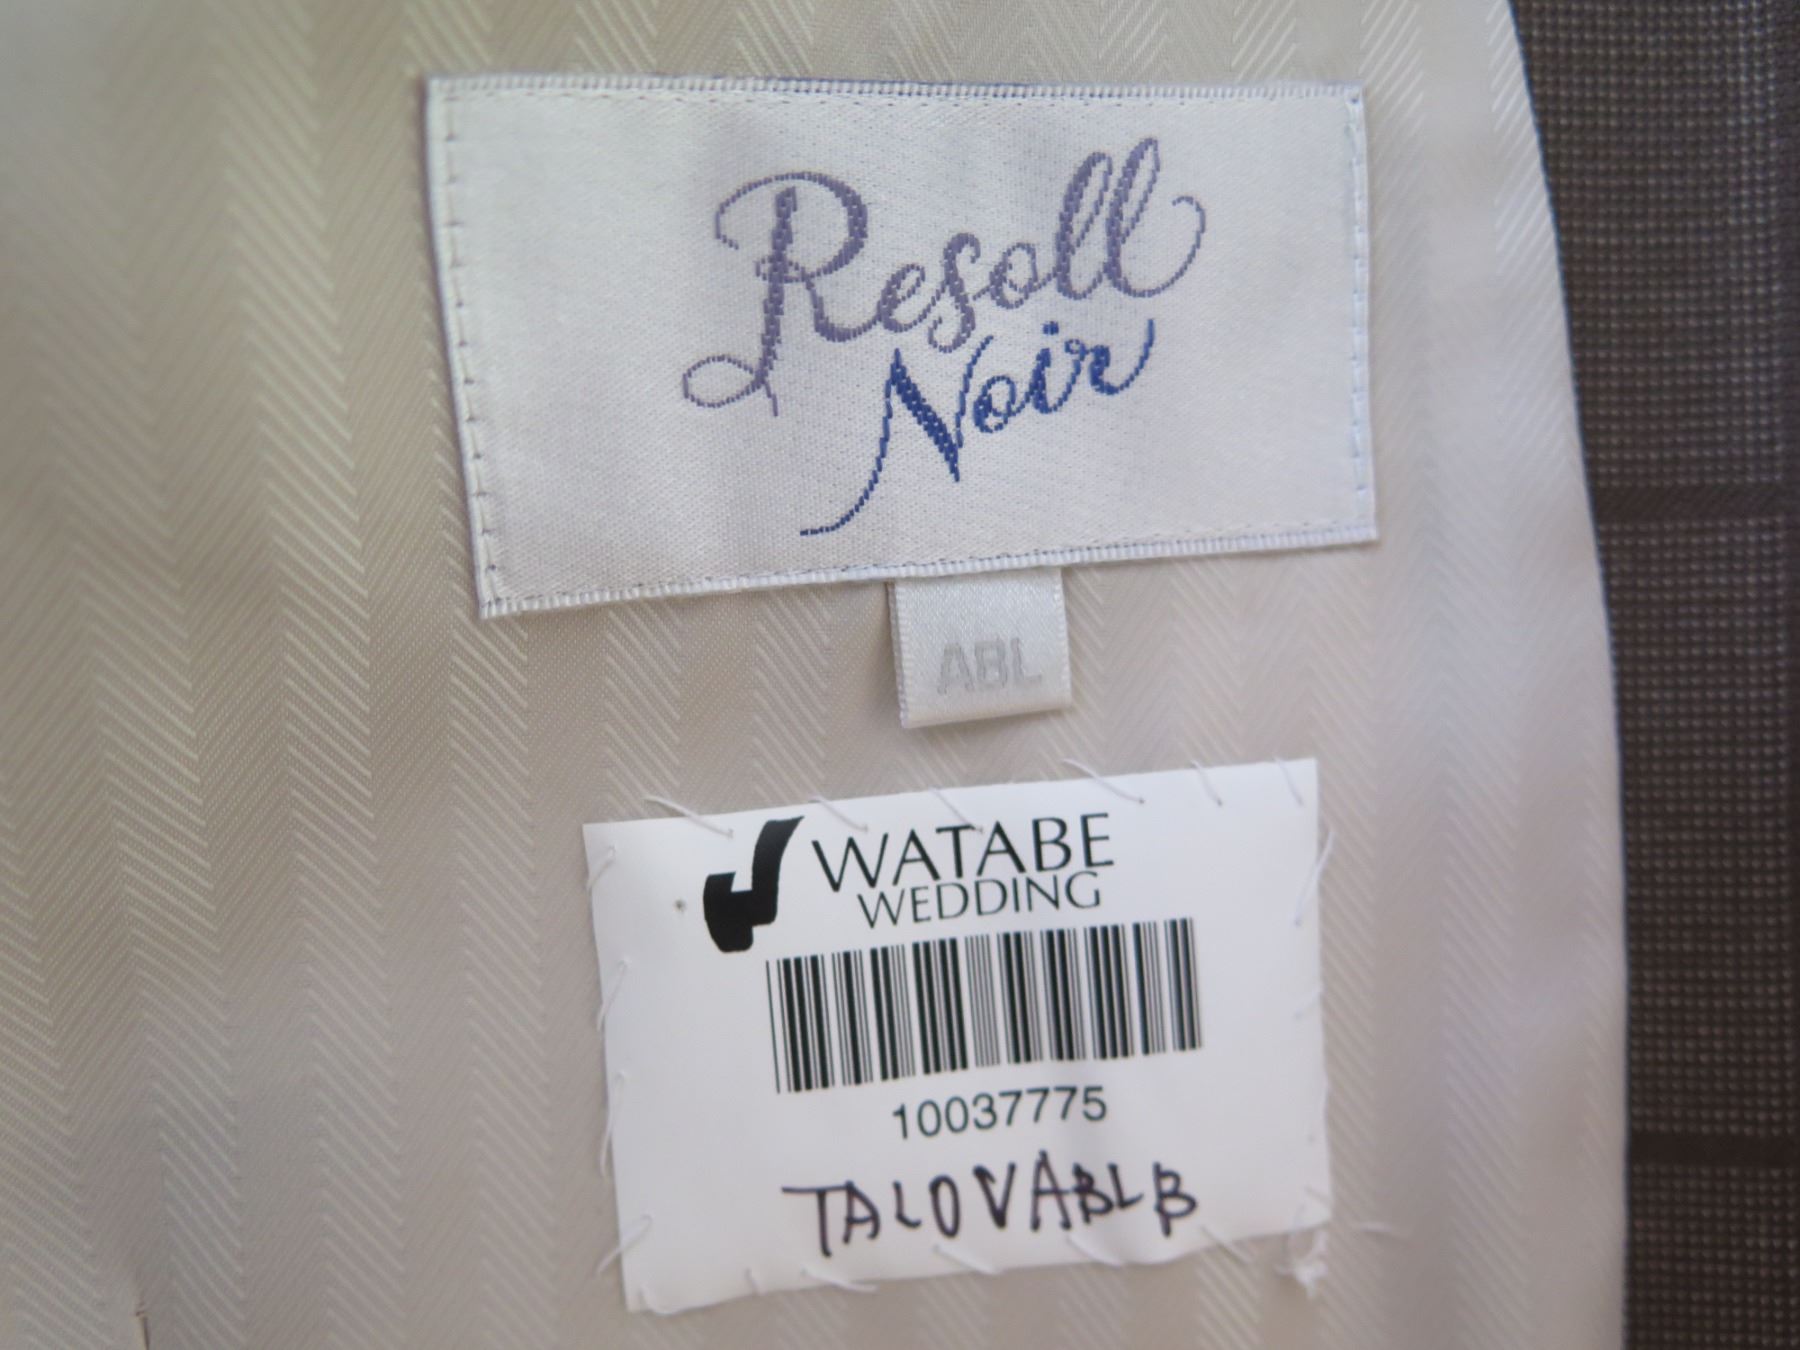 Resoll
Noir
ABL
WATABE
WEDDING
10037775
TALOVABLB